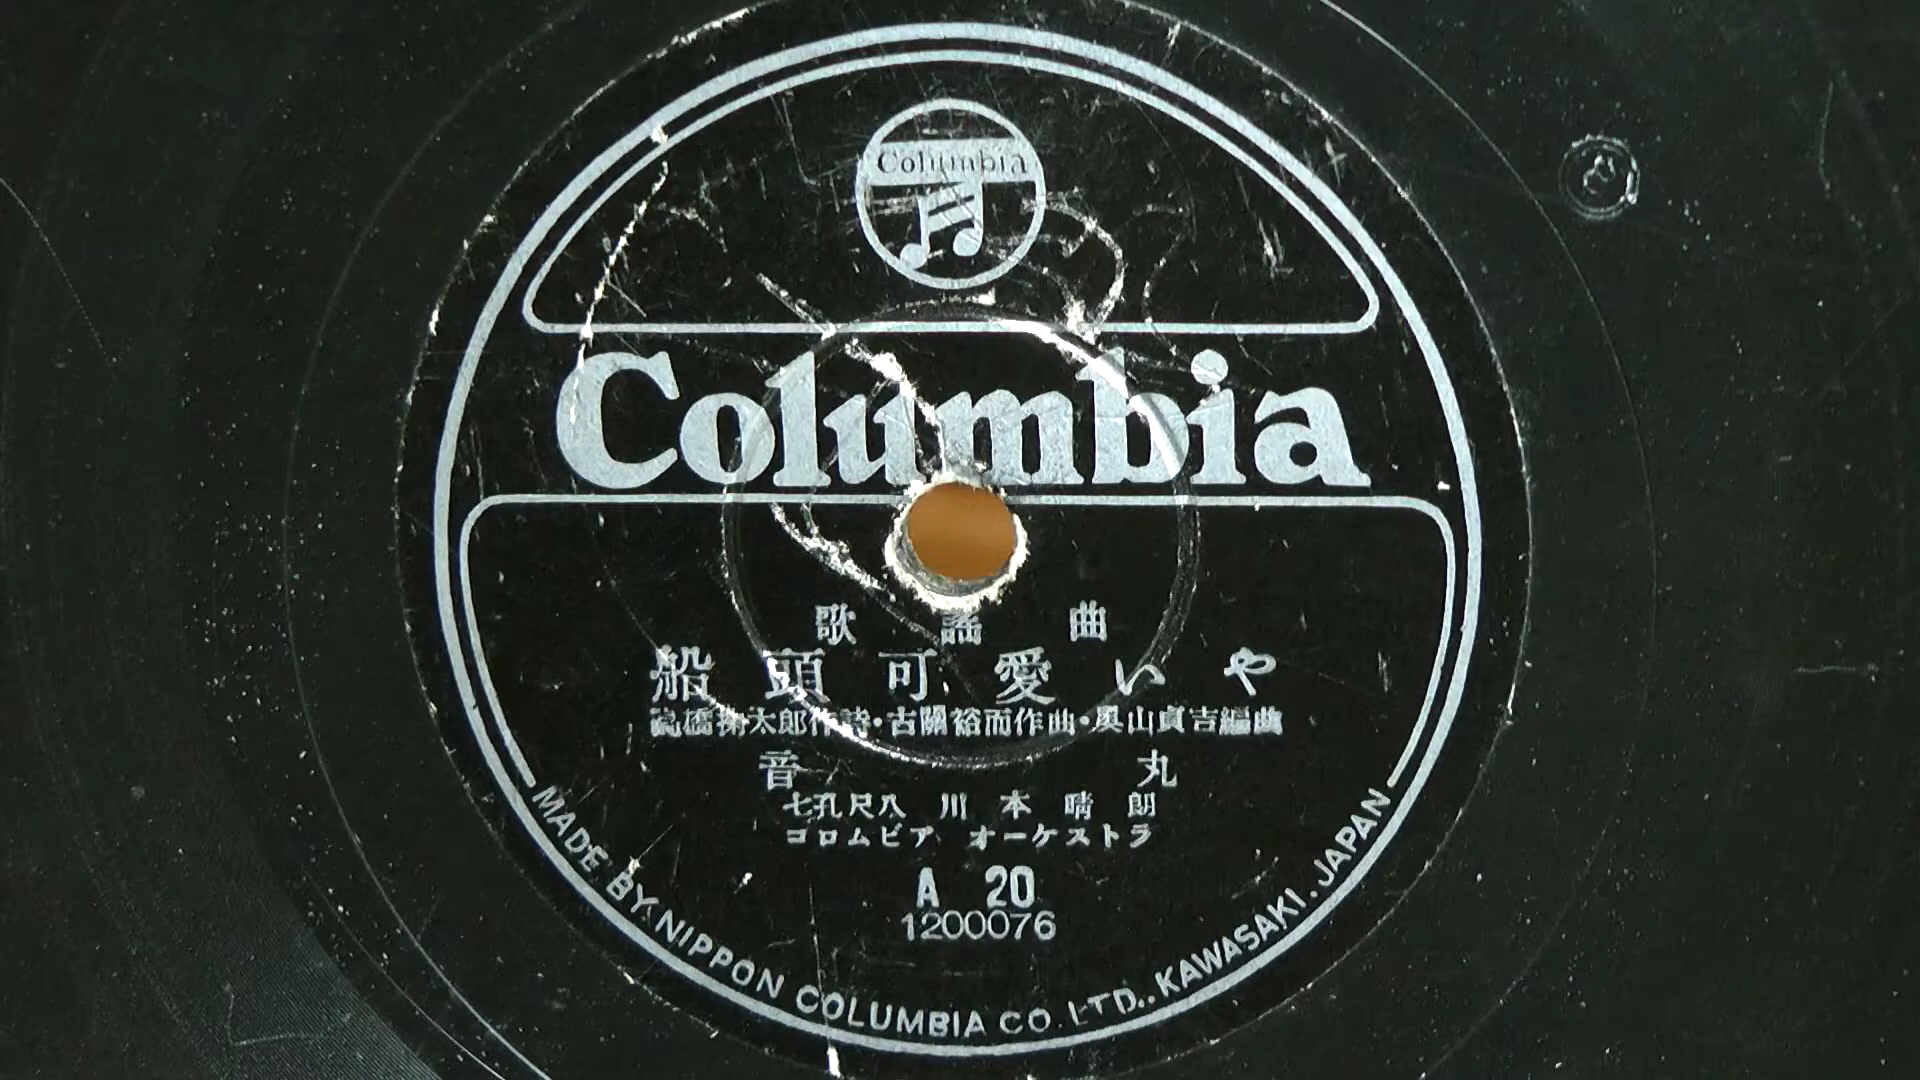 Columbia
Columbia
歌謡曲
船頭可愛いや
高橋掬太郎作詩・古關裕而作曲・奥山貞吉編曲
音丸
七孔尺八 川本晴朗
コロムビア オーケストラ
A 20
1200076
MADE BY NIPPON COLUMBIA CO. LTD., KAWASAKI. JAPAN